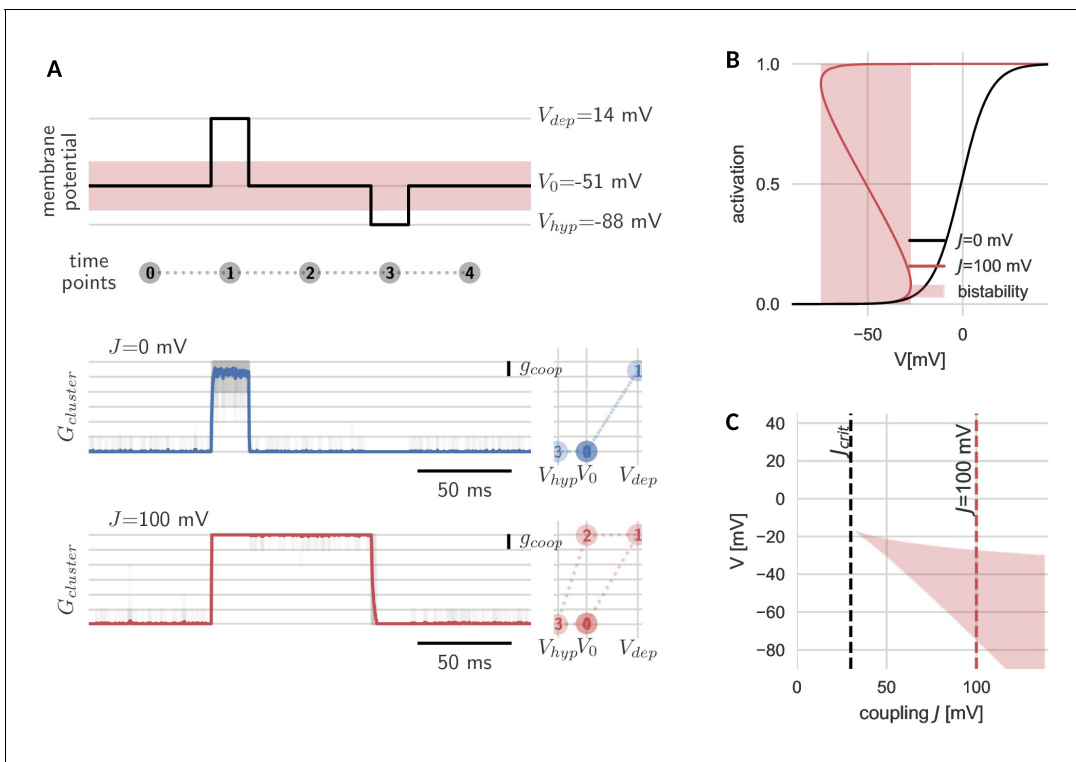 A
membrane
potential
V_dep=14 mV
V_0=-51 mV
V_hyp=-88 mV
time
points
0 1 2 3 4
J=0 mV
G_cluster
g_coop
1
3 0
V_hyp V_0 V_dep
50 ms
J=100 mV
G_cluster
g_coop
2 1
3 0
V_hyp V_0 V_dep
50 ms
B
activation
1.0
0.5
0.0
J=0 mV
J=100 mV
bistability
−50 0
V[mV]
C
V [mV]
40
20
0
−20
−40
−60
−80
J_crit
J=100 mV
0 50 100
coupling J [mV]